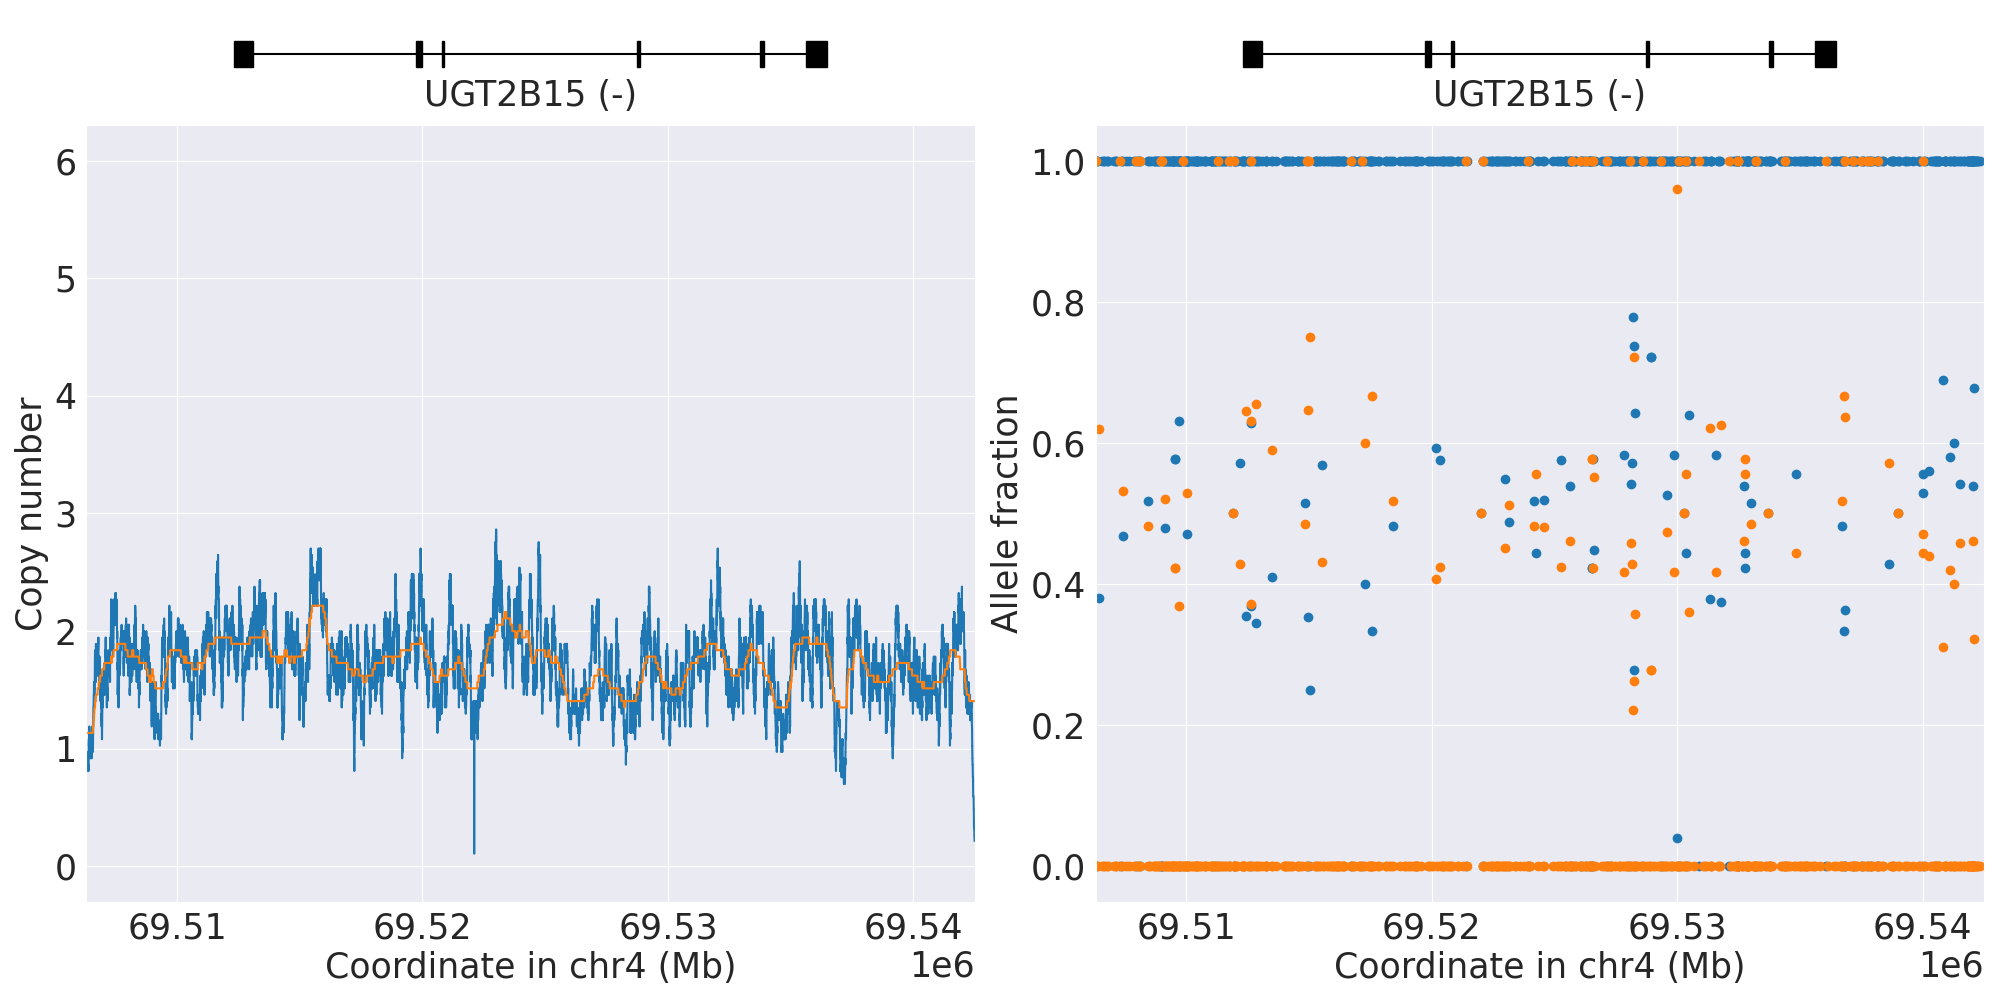 UGT2B15 (-)
Copy number
6
5
4
3
2
1
0
69.51 69.52 69.53 69.54
Coordinate in chr4 (Mb)
1e6
UGT2B15 (-)
Allele fraction
1.0
0.8
0.6
0.4
0.2
0.0
69.51 69.52 69.53 69.54
Coordinate in chr4 (Mb)
1e6